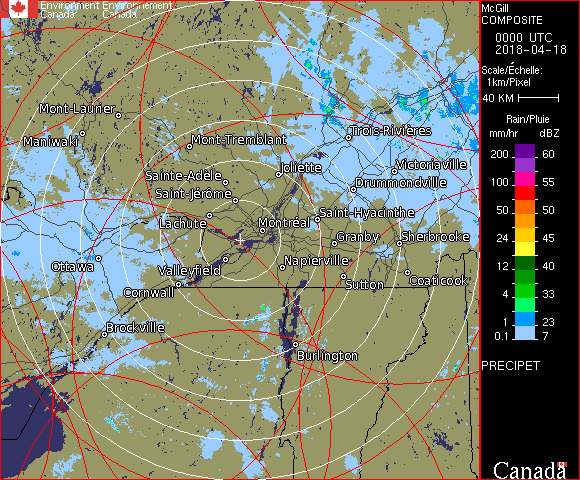 Environment Environnement
Canada Canada
McGill
COMPOSITE
0000 UTC
2018-04-18
Scale/Échelle:
1km/Pixel
40 KM
Rain/Pluie
mm/hr dBZ
200 60
100 55
50 50
24 45
12 40
4 33
1 23
0.1 7
PRECIPET
Canada
Mont-Laurier
Maniwaki
Mont-Tremblant
Trois-Rivières
Joliette
Victoriaville
Sainte-Adèle
Drummondville
Saint-Jérôme
Lachute
Saint-Hyacinthe
Montréal
Granby
Sherbrooke
Ottawa
Valleyfield
Napierville
Cornwall
Sutton
Coaticook
Brockville
Burlington